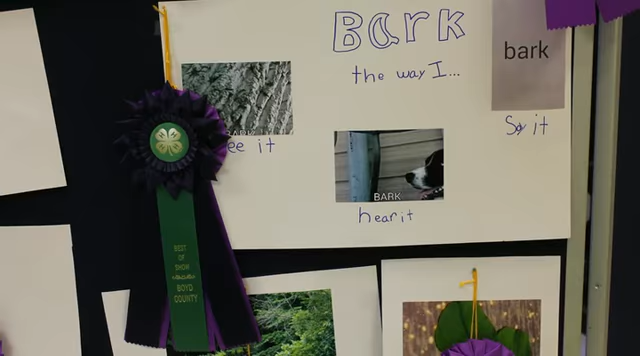 Bark
the way I...
bark
Say it
BARK
ee it
BARK
hear it
BEST
OF
SHOW
BOYD
COUNTY